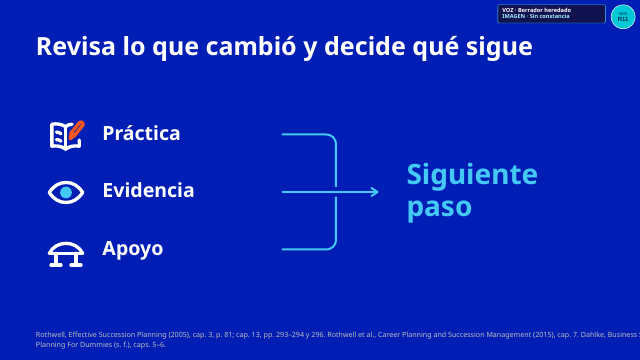 VOZ · Borrador heredado
IMAGEN · Sin constancia
R11
Revisa lo que cambió y decide qué sigue
Práctica
Evidencia
Apoyo
Siguiente
paso
Rothwell, Effective Succession Planning (2005), cap. 3, p. 81; cap. 13, pp. 293–294 y 296. Rothwell et al., Career Planning and Succession Management (2015), cap. 7. Dahlke, Business
Planning For Dummies (s. f.), caps. 5–6.